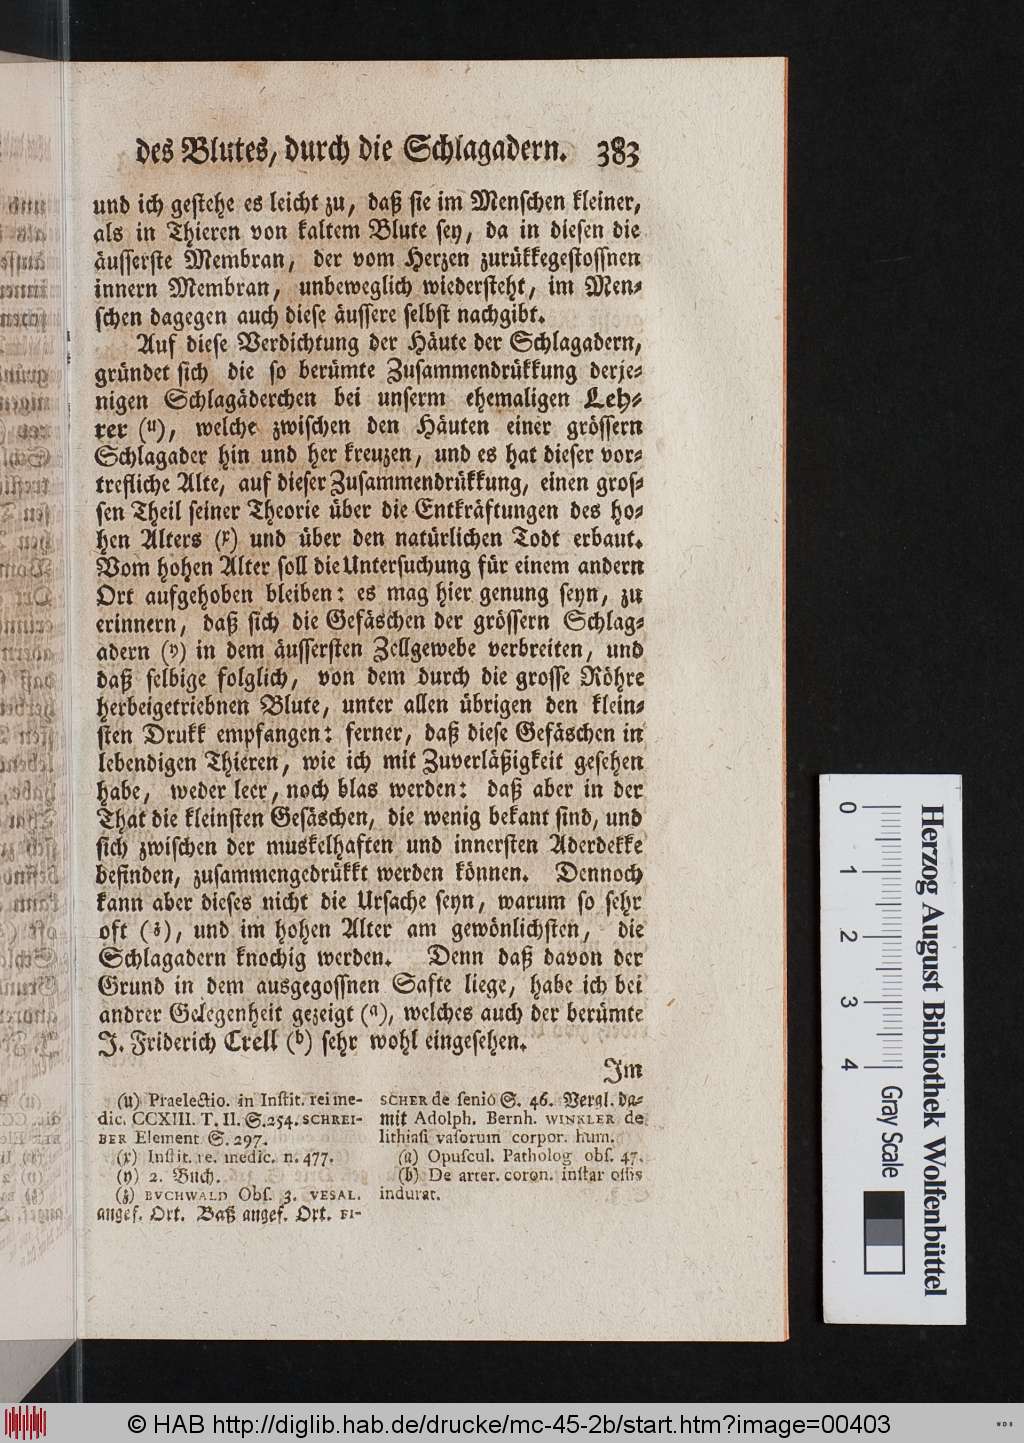 des Blutes, durch die Schlagadern. 383
und ich gestehe es leicht zu, daß sie im Menschen kleiner,
als in Thieren von kaltem Blute sey, da in diesen die
äusserste Membran, der vom Herzen zurükkegestossnen
innern Membran, unbeweglich wiedersteht, im Men-
schen dagegen auch diese äussere selbst nachgibt.
Auf diese Verdichtung der Häute der Schlagadern,
gründet sich die so berümte Zusammendrükkung derje-
nigen Schlagäderchen bei unserm ehemaligen Leh-
rer (u), welche zwischen den Häuten einer grössern
Schlagader hin und her kreuzen, und es hat dieser vor-
trefliche Alte, auf dieser Zusammendrükkung, einen gros-
sen Theil seiner Theorie über die Entkräftungen des ho-
hen Alters (x) und über den natürlichen Todt erbaut.
Vom hohen Alter soll die Untersuchung für einem andern
Ort aufgehoben bleiben: es mag hier genung seyn, zu
erinnern, daß sich die Gefäschen der grössern Schlag-
adern (y) in dem äussersten Zellgewebe verbreiten, und
daß selbige folglich, von dem durch die grosse Röhre
herbeigetriebnen Blute, unter allen übrigen den klein-
sten Drukk empfangen: ferner, daß diese Gefäschen in
lebendigen Thieren, wie ich mit Zuverläßigkeit gesehen
habe, weder leer, noch blas werden: daß aber in der
That die kleinsten Gefäschen, die wenig bekant sind, und
sich zwischen der muskelhaften und innersten Aderdekke
befinden, zusammengedrükkt werden können. Dennoch
kann aber dieses nicht die Ursache seyn, warum so sehr
oft (z), und im hohen Alter am gewönlichsten, die
Schlagadern knochig werden. Denn daß davon der
Grund in dem ausgegossnen Safte liege, habe ich bei
andrer Gelegenheit gezeigt (a), welches auch der berümte
J. Friderich Crell (b) sehr wohl eingesehen.
Im
(u) Praelectio. in Instit. rei me-
dic. CCXIII. T. II. S. 254. SCHREI-
BER Element S. 297.
(x) Instit. re. medic. n. 477.
(y) 2. Buch.
(z) BVCHWALD Obs. 3. VESAL.
anges. Ort. Baß anges. Ort. FI-
SCHER de senio S. 46. Vergl. da-
mit Adolph. Bernh. WINKLER de
lithiasi vasorum corpor. hum.
(a) Opuscul. Patholog obs. 47.
(b) De arter. coron. instar ossis
indurat.
0 1 2 3 4
Herzog August Bibliothek Wolfenbüttel
Gray Scale
© HAB http://diglib.hab.de/drucke/mc-45-2b/start.htm?image=00403